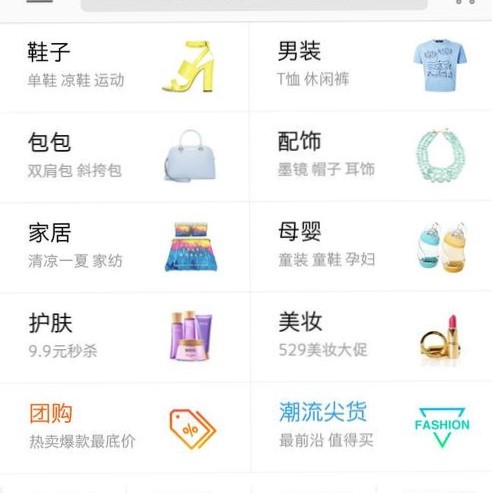 鞋子
单鞋 凉鞋 运动
男装
T恤 休闲裤
包包
双肩包 斜挎包
配饰
墨镜 帽子 耳饰
家居
清凉一夏 家纺
母婴
童装 童鞋 孕妇
护肤
9.9元秒杀
美妆
529美妆大促
团购
热卖爆款最底价
%
潮流尖货
最前沿 值得买
FASHION